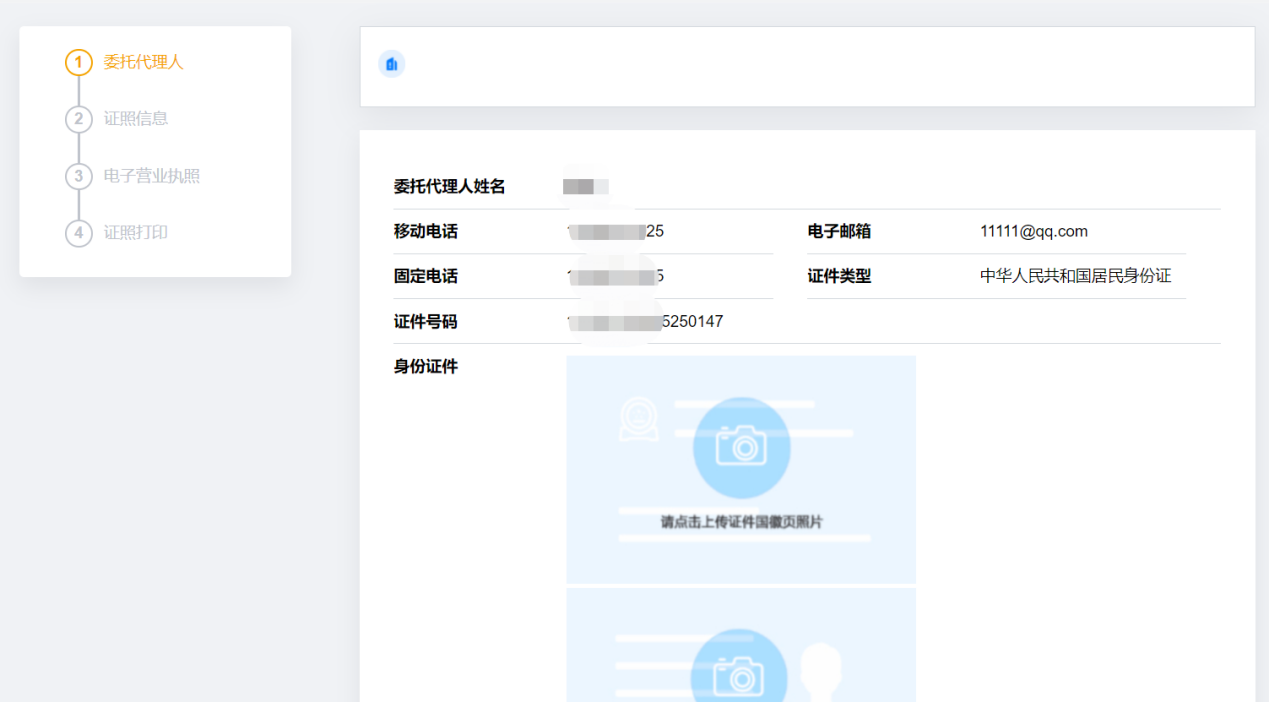 1 委托代理人
2 证照信息
3 电子营业执照
4 证照打印
委托代理人姓名
移动电话 25 电子邮箱 11111@qq.com
固定电话 5 证件类型 中华人民共和国居民身份证
证件号码 5250147
身份证件
请点击上传证件国徽页照片